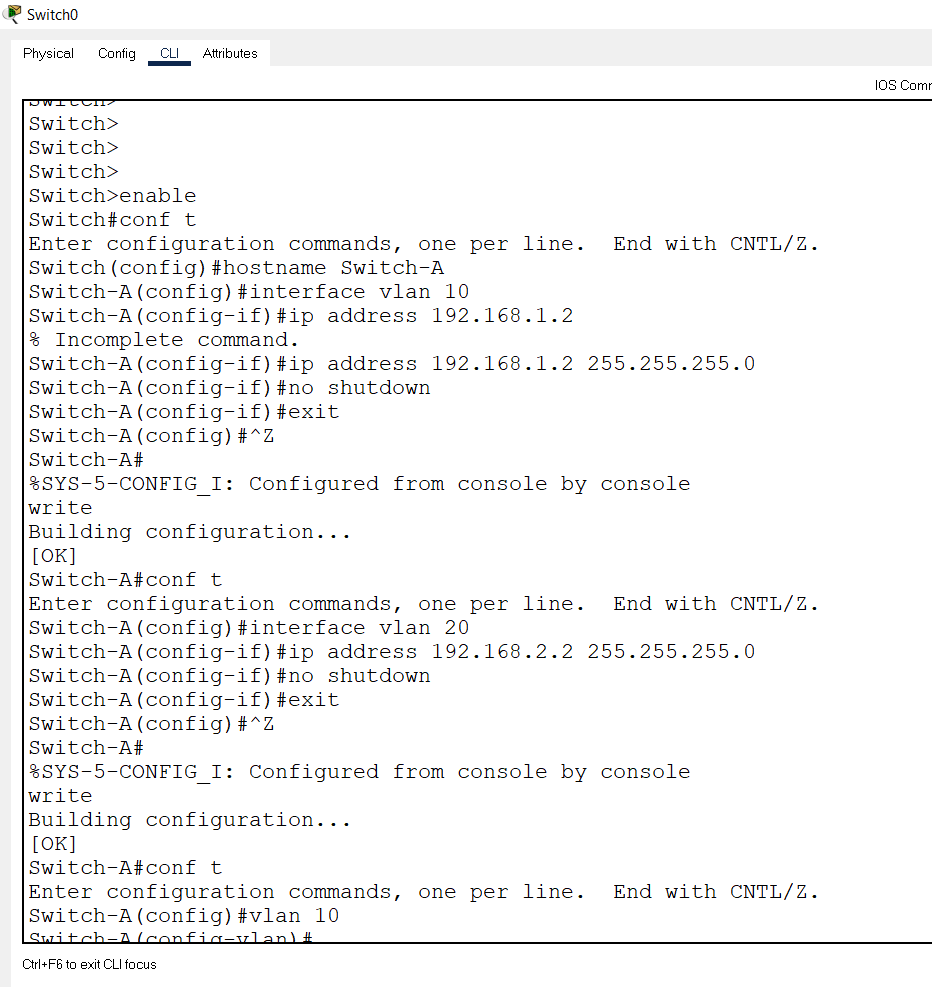 Switch0
Physical Config CLI Attributes
IOS Comm
Switch>
Switch>
Switch>
Switch>
Switch>enable
Switch#conf t
Enter configuration commands, one per line.  End with CNTL/Z.
Switch(config)#hostname Switch-A
Switch-A(config)#interface vlan 10
Switch-A(config-if)#ip address 192.168.1.2
% Incomplete command.
Switch-A(config-if)#ip address 192.168.1.2 255.255.255.0
Switch-A(config-if)#no shutdown
Switch-A(config-if)#exit
Switch-A(config)#^Z
Switch-A#
%SYS-5-CONFIG_I: Configured from console by console
write
Building configuration...
[OK]
Switch-A#conf t
Enter configuration commands, one per line.  End with CNTL/Z.
Switch-A(config)#interface vlan 20
Switch-A(config-if)#ip address 192.168.2.2 255.255.255.0
Switch-A(config-if)#no shutdown
Switch-A(config-if)#exit
Switch-A(config)#^Z
Switch-A#
%SYS-5-CONFIG_I: Configured from console by console
write
Building configuration...
[OK]
Switch-A#conf t
Enter configuration commands, one per line.  End with CNTL/Z.
Switch-A(config)#vlan 10
Switch-A(config-vlan)#
Ctrl+F6 to exit CLI focus